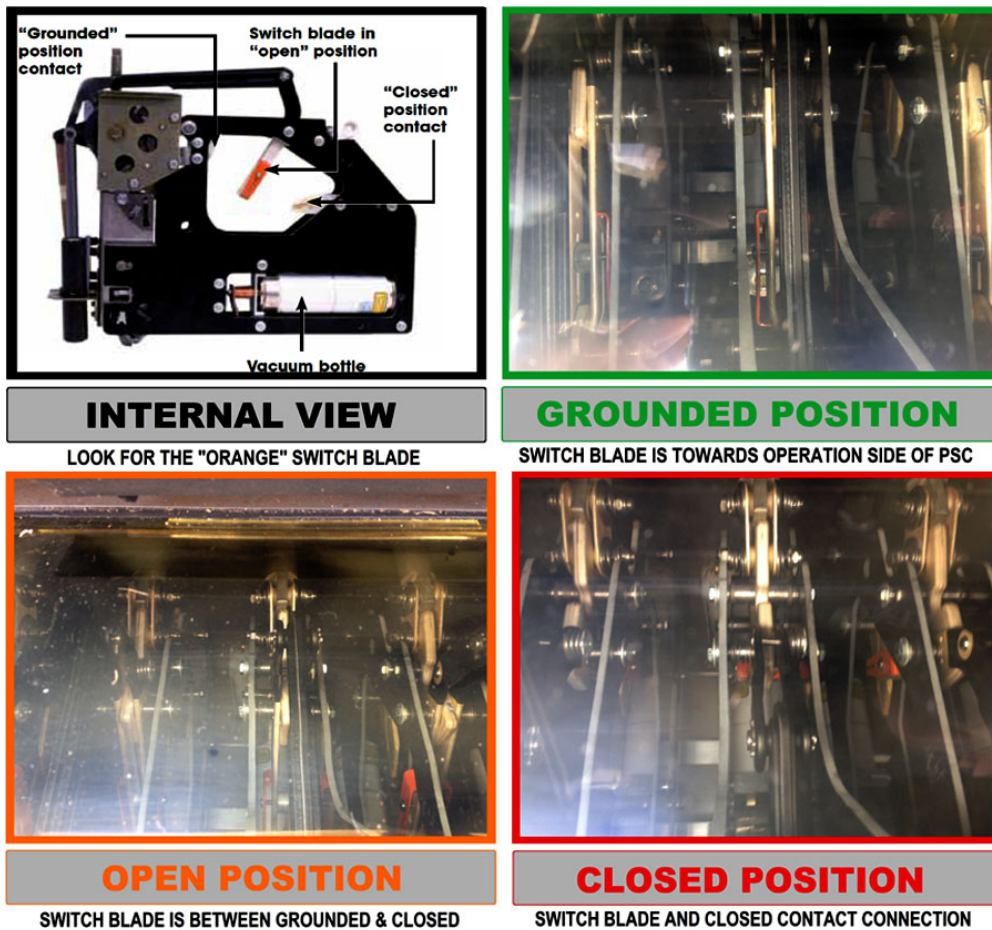 "Grounded"
position
contact
Switch blade in
"open" position
"Closed"
position
contact
Vacuum bottle
INTERNAL VIEW
LOOK FOR THE "ORANGE" SWITCH BLADE
GROUNDED POSITION
SWITCH BLADE IS TOWARDS OPERATION SIDE OF PSC
OPEN POSITION
SWITCH BLADE IS BETWEEN GROUNDED & CLOSED
CLOSED POSITION
SWITCH BLADE AND CLOSED CONTACT CONNECTION